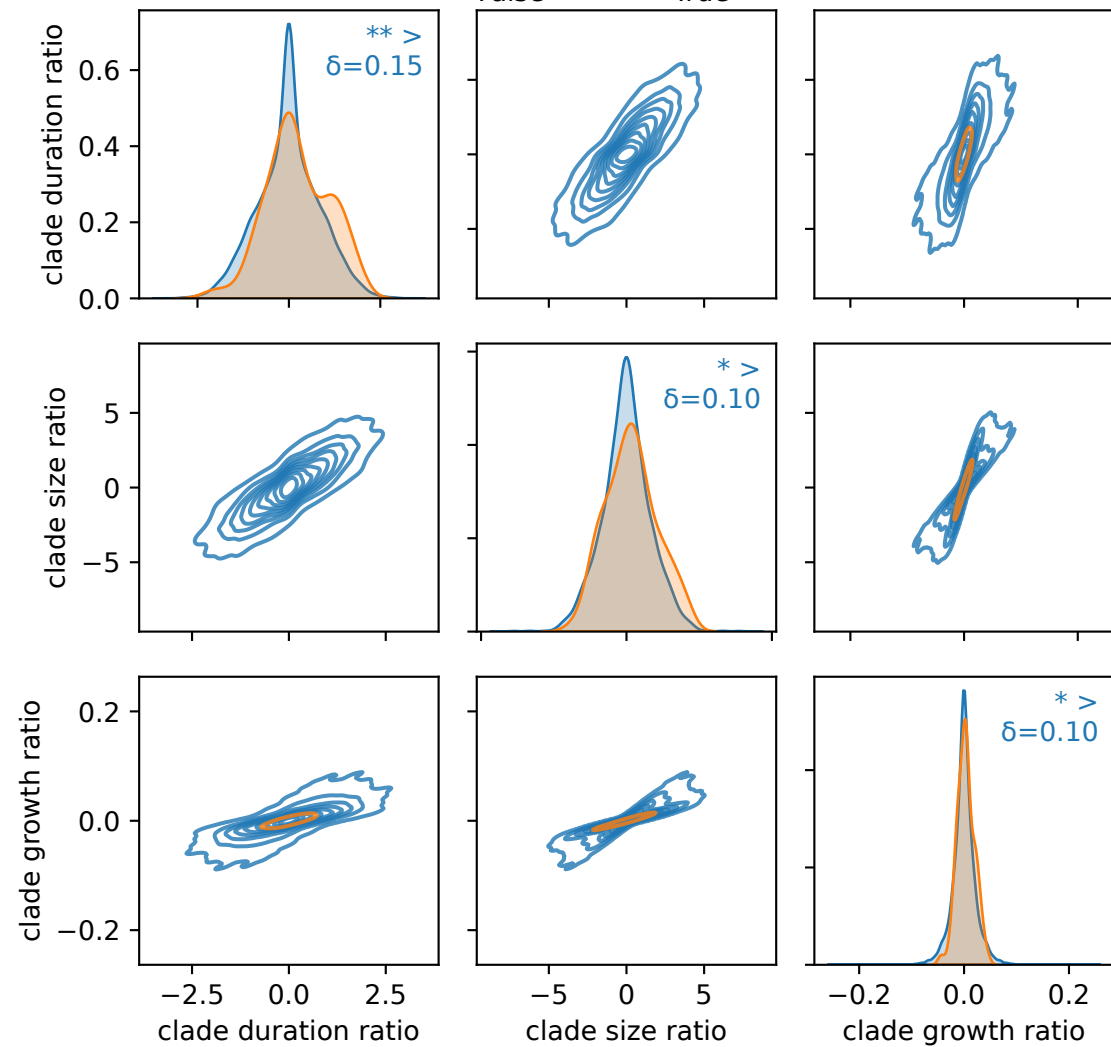 clade duration ratio
0.6
0.4
0.2
0.0
** >
δ=0.15
clade size ratio
5
0
−5
* >
δ=0.10
clade growth ratio
0.2
0.0
−0.2
* >
δ=0.10
−2.5 0.0 2.5
−5 0 5
−0.2 0.0 0.2
clade duration ratio
clade size ratio
clade growth ratio